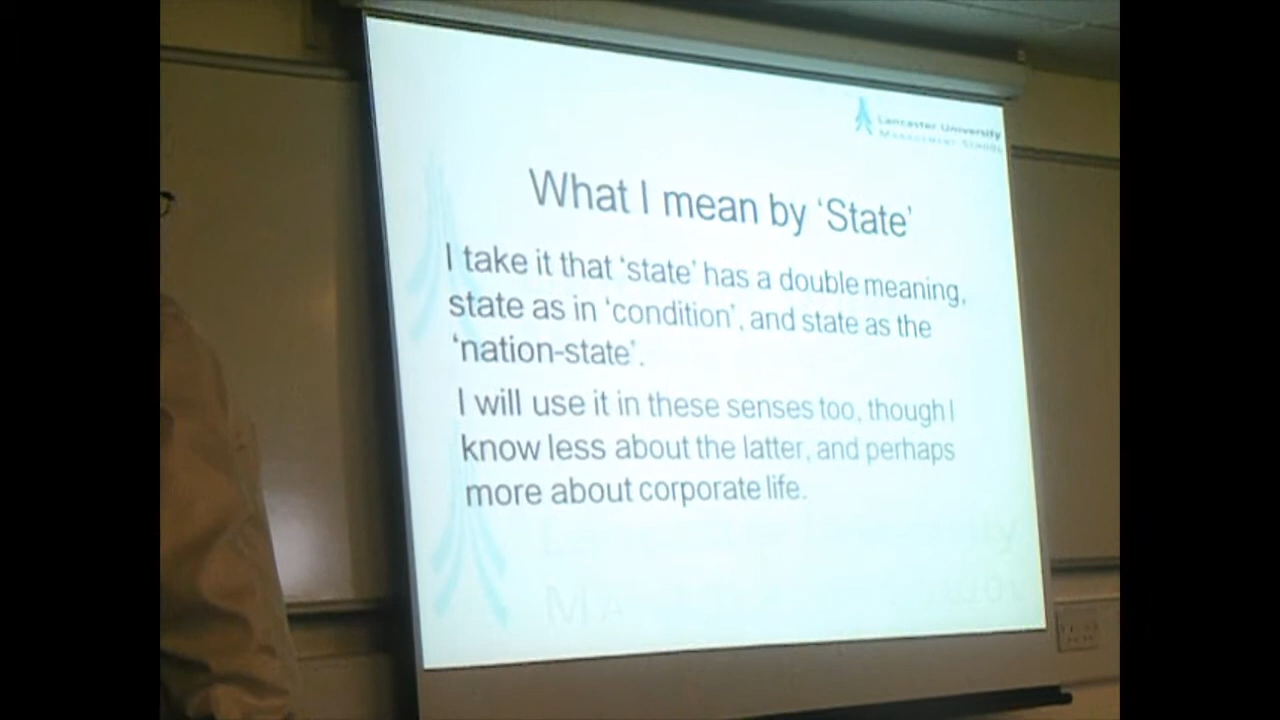 Lancaster University
Management School
What I mean by ‘State’
I take it that ‘state’ has a double meaning,
state as in ‘condition’, and state as the
‘nation-state’.
I will use it in these senses too, though I
know less about the latter, and perhaps
more about corporate life.